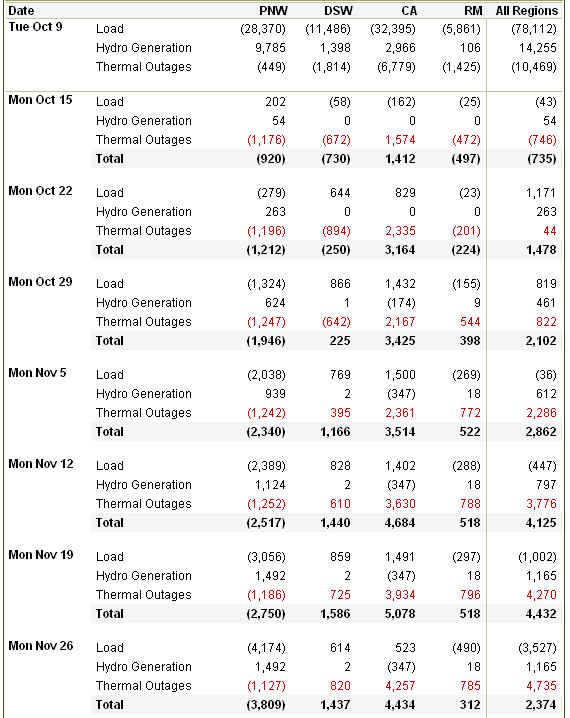 Date PNW DSW CA RM All Regions
Tue Oct 9 Load (28,370) (11,486) (32,395) (5,861) (78,112)
Hydro Generation 9,785 1,398 2,966 106 14,255
Thermal Outages (449) (1,814) (6,779) (1,425) (10,469)
Mon Oct 15 Load 202 (58) (162) (25) (43)
Hydro Generation 54 0 0 0 54
Thermal Outages (1,176) (672) 1,574 (472) (746)
Total (920) (730) 1,412 (497) (735)
Mon Oct 22 Load (279) 644 829 (23) 1,171
Hydro Generation 263 0 0 0 263
Thermal Outages (1,196) (894) 2,335 (201) 44
Total (1,212) (250) 3,164 (224) 1,478
Mon Oct 29 Load (1,324) 866 1,432 (155) 819
Hydro Generation 624 1 (174) 9 461
Thermal Outages (1,247) (642) 2,167 544 822
Total (1,946) 225 3,425 398 2,102
Mon Nov 5 Load (2,038) 769 1,500 (269) (36)
Hydro Generation 939 2 (347) 18 612
Thermal Outages (1,242) 395 2,361 772 2,286
Total (2,340) 1,166 3,514 522 2,862
Mon Nov 12 Load (2,389) 828 1,402 (288) (447)
Hydro Generation 1,124 2 (347) 18 797
Thermal Outages (1,252) 610 3,630 788 3,776
Total (2,517) 1,440 4,684 518 4,125
Mon Nov 19 Load (3,056) 859 1,491 (297) (1,002)
Hydro Generation 1,492 2 (347) 18 1,165
Thermal Outages (1,186) 725 3,934 796 4,270
Total (2,750) 1,586 5,078 518 4,432
Mon Nov 26 Load (4,174) 614 523 (490) (3,527)
Hydro Generation 1,492 2 (347) 18 1,165
Thermal Outages (1,127) 820 4,257 785 4,735
Total (3,809) 1,437 4,434 312 2,374